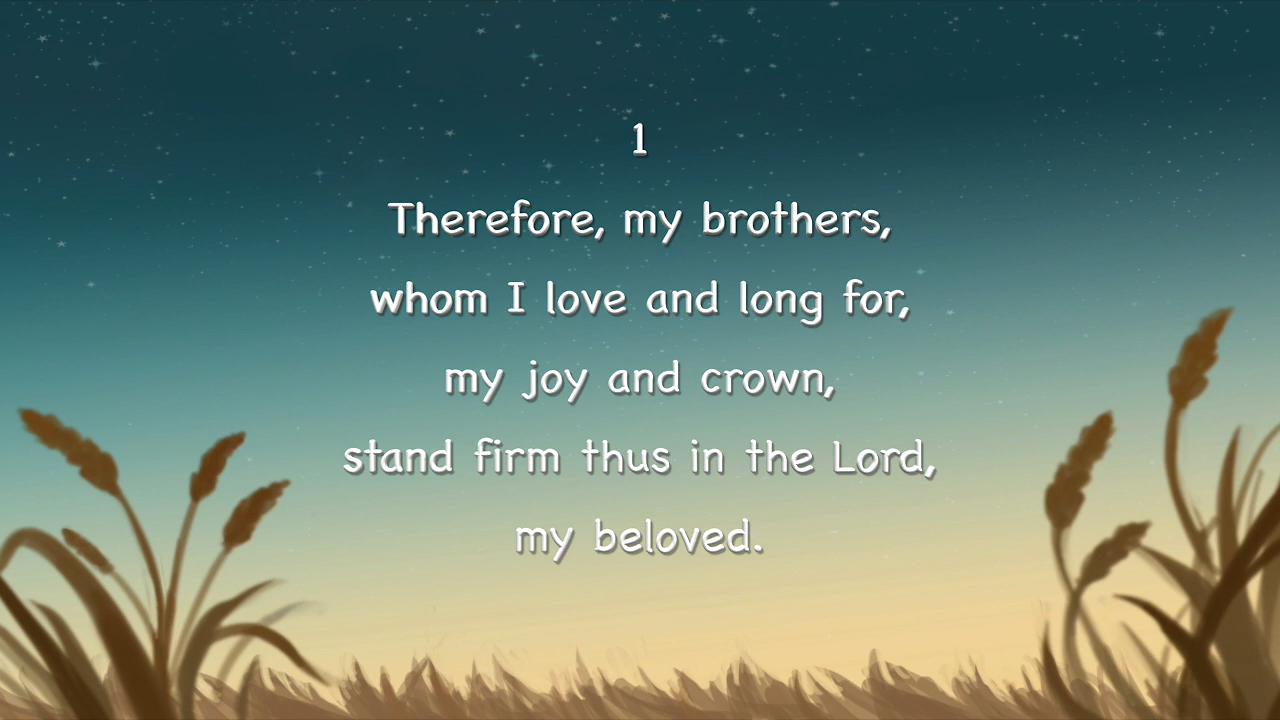 1
Therefore, my brothers,
whom I love and long for,
my joy and crown,
stand firm thus in the Lord,
my beloved.